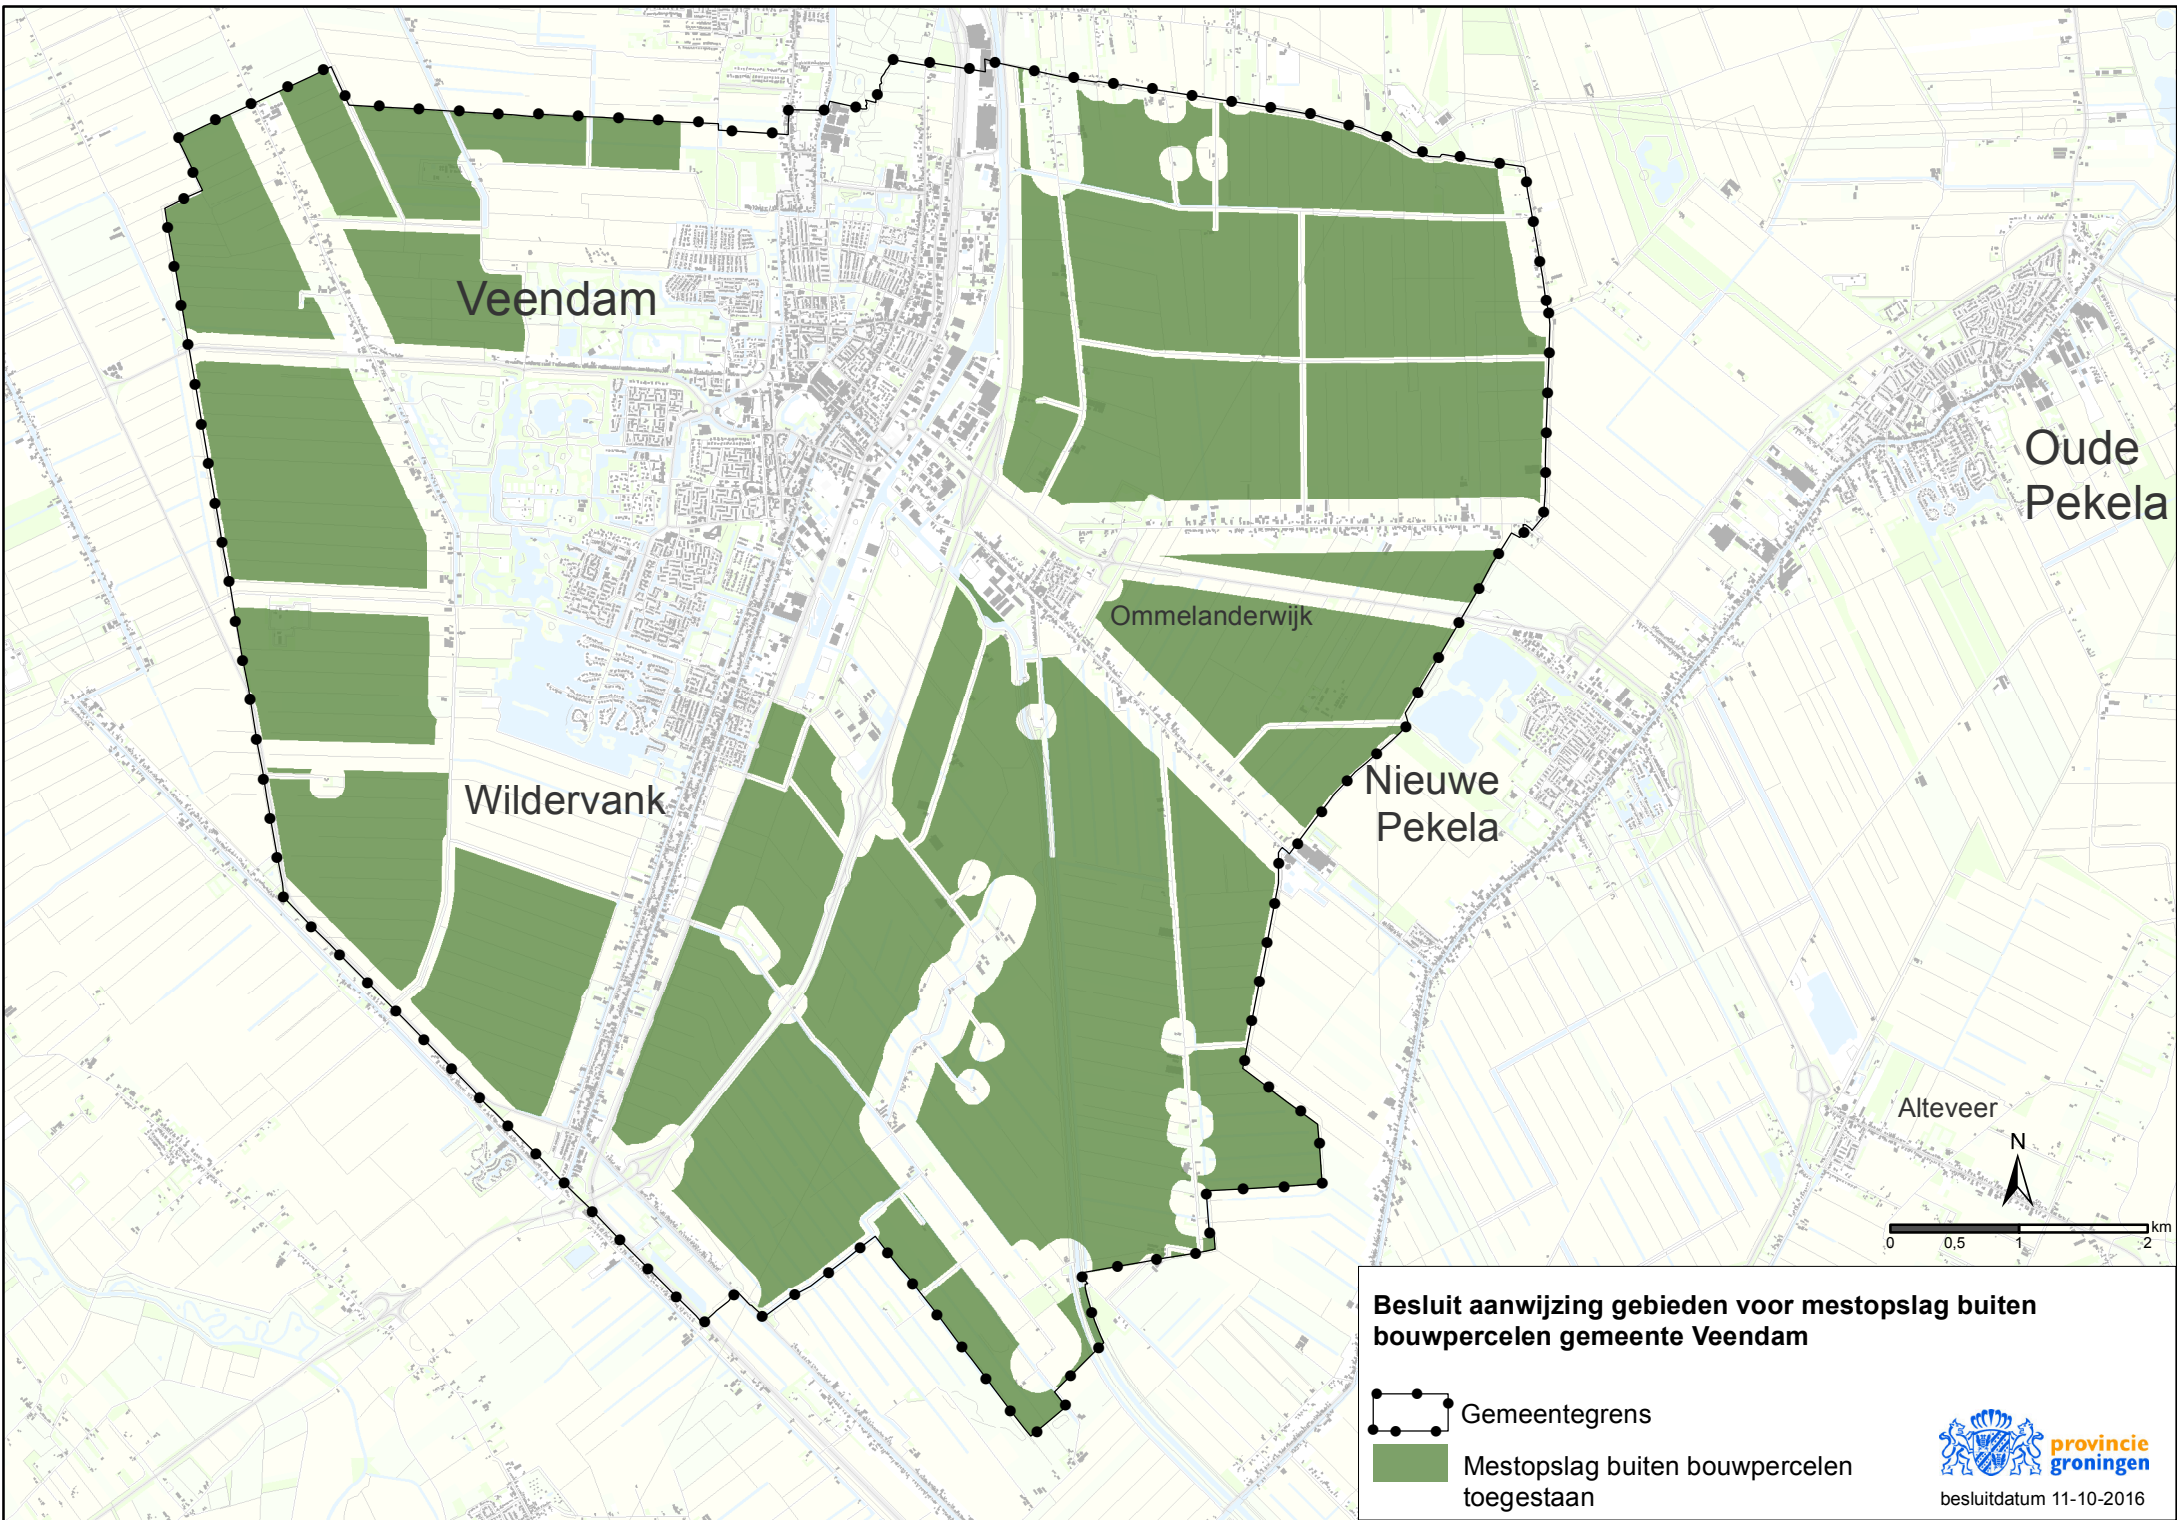 Veendam
Oude
Pekela
Ommelanderwijk
Nieuwe
Pekela
Wildervank
Alteveer
N
km
0
0,5
1
2
Besluit aanwijzing gebieden voor mestopslag buiten
bouwpercelen gemeente Veendam
Gemeentegrens
Mestopslag buiten bouwpercelen
toegestaan
provincie
groningen
besluitdatum 11-10-2016